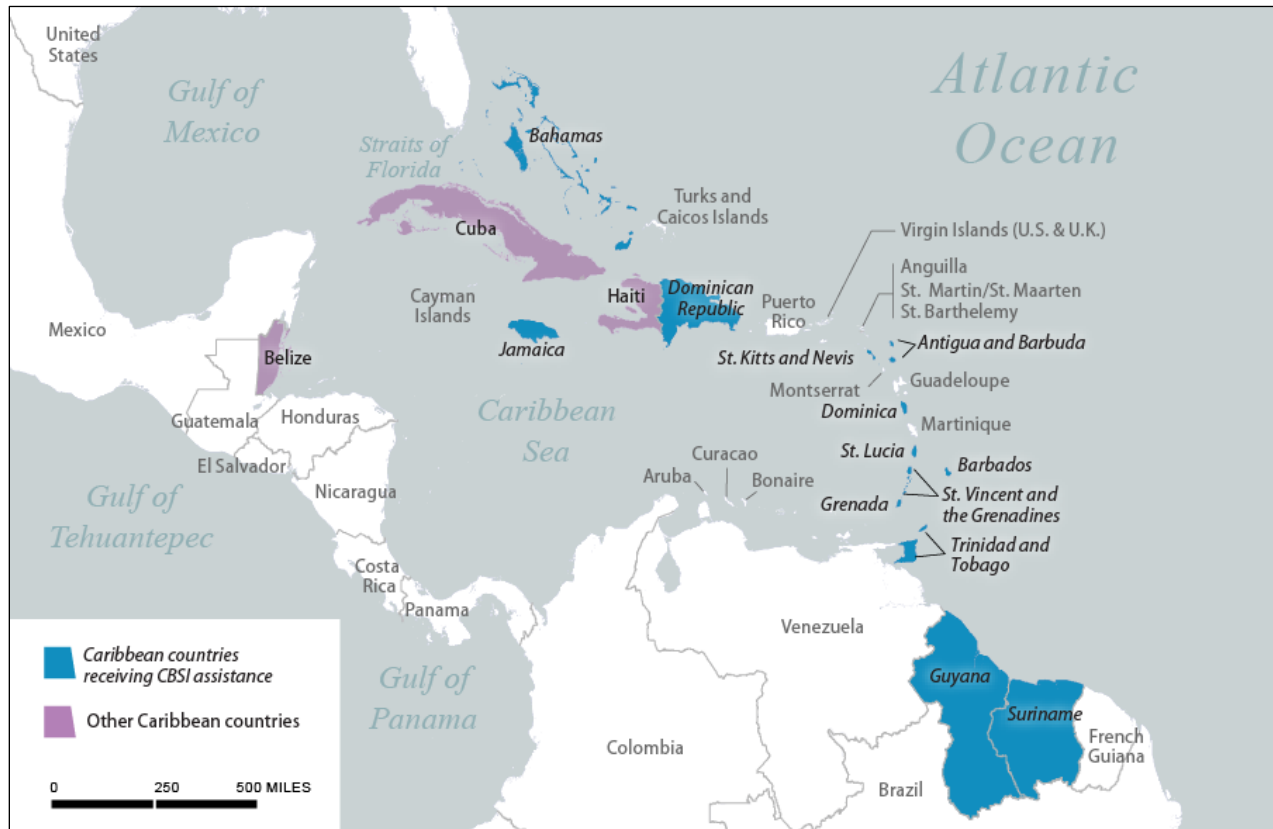 United
States
Gulf of
Mexico
Atlantic
Ocean
Straits of
Florida
Bahamas
Turks and
Caicos Islands
Cuba
Virgin Islands (U.S. & U.K.)
Anguilla
St. Martin/St. Maarten
St. Barthelemy
Cayman
Islands
Haiti
Dominican
Republic
Puerto
Rico
Mexico
Jamaica
Belize
St. Kitts and Nevis
Antigua and Barbuda
Montserrat
Guadeloupe
Dominica
Martinique
Guatemala
Honduras
Caribbean
Sea
St. Lucia
Barbados
El Salvador
Nicaragua
Curacao
Aruba
Bonaire
Grenada
St. Vincent and
the Grenadines
Gulf of
Tehuantepec
Trinidad and
Tobago
Costa
Rica
Panama
Venezuela
Guyana
Suriname
French
Guiana
Gulf of
Panama
Colombia
Brazil
Caribbean countries
receiving CBSI assistance
Other Caribbean countries
0 250 500 MILES